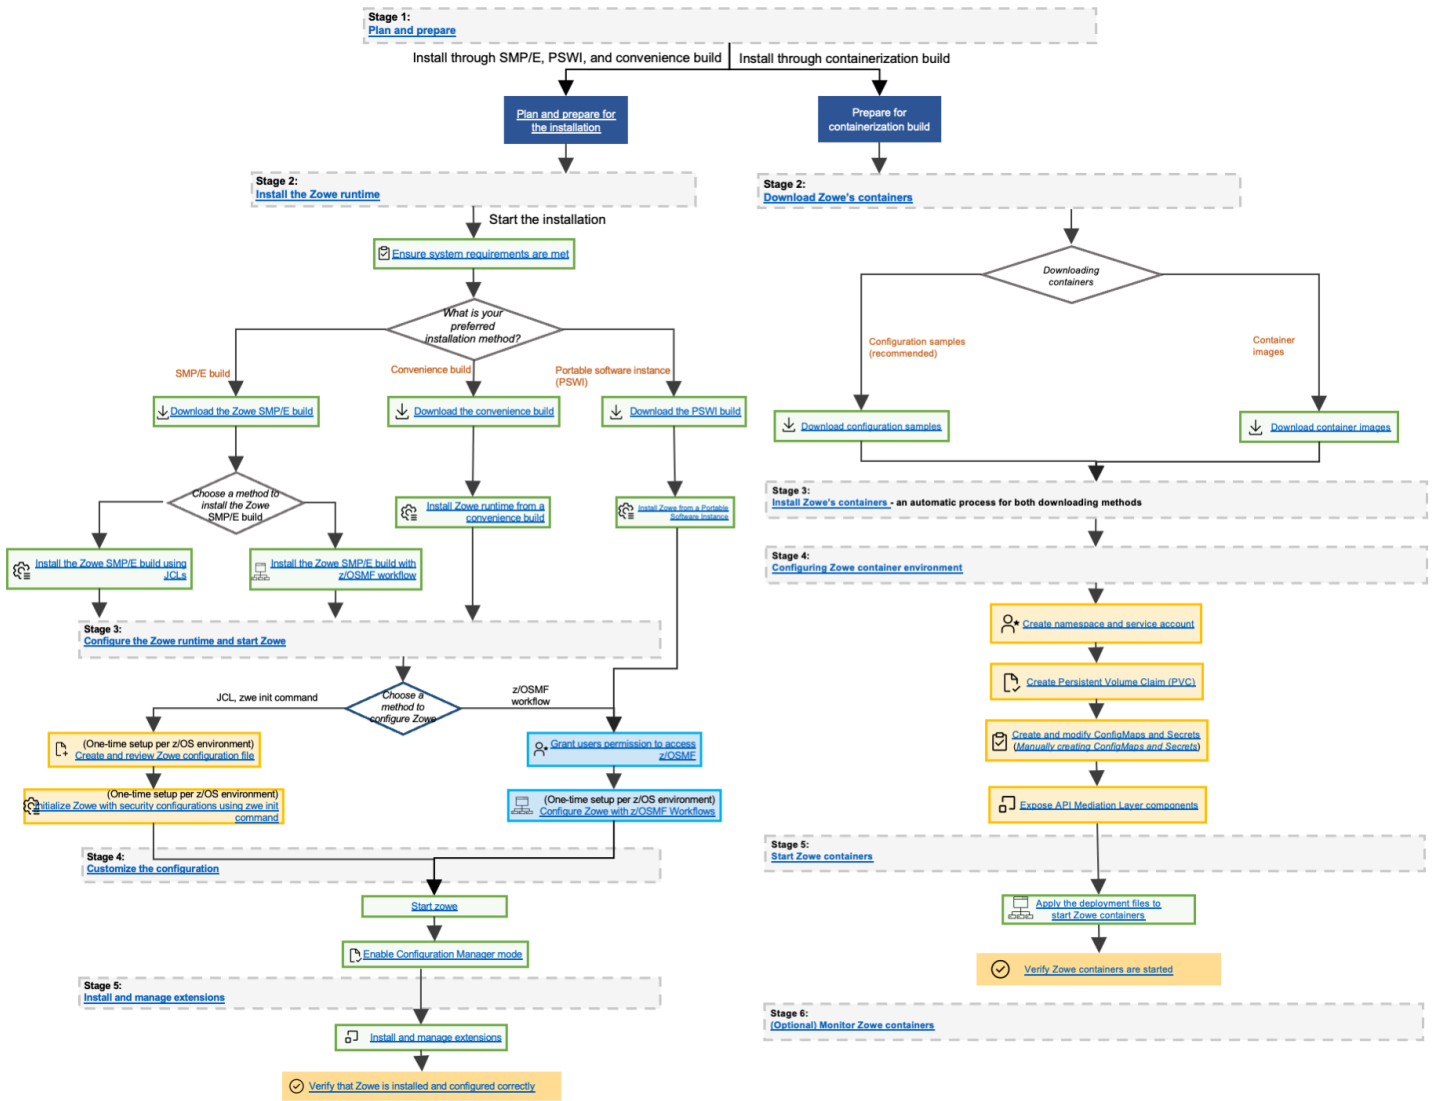 Stage 1:
Plan and prepare
Install through SMP/E, PSWI, and convenience build
Install through containerization build
Plan and prepare for
the installation
Prepare for
containerization build
Stage 2:
Install the Zowe runtime
Start the installation
Ensure system requirements are met
What is your
preferred
installation method?
SMP/E build
Convenience build
Portable software instance
(PSWI)
Download the Zowe SMP/E build
Download the convenience build
Download the PSWI build
Choose a method to
install the Zowe
SMP/E build
Install Zowe runtime from a
convenience build
Install Zowe from a Portable
Software Instance
Install the Zowe SMP/E build using
JCLs
Install the Zowe SMP/E build with
z/OSMF workflow
Stage 3:
Configure the Zowe runtime and start Zowe
JCL, zwe init command
Choose a
method to
configure Zowe
z/OSMF
workflow
(One-time setup per z/OS environment)
Create and review Zowe configuration file
Grant users permission to access
z/OSMF
(One-time setup per z/OS environment)
Initialize Zowe with security configurations using zwe init
command
(One-time setup per z/OS environment)
Configure Zowe with z/OSMF Workflows
Stage 4:
Customize the configuration
Start zowe
Enable Configuration Manager mode
Stage 5:
Install and manage extensions
Install and manage extensions
Verify that Zowe is installed and configured correctly
Stage 2:
Download Zowe's containers
Downloading
containers
Configuration samples
(recommended)
Container
images
Download configuration samples
Download container images
Stage 3:
Install Zowe's containers - an automatic process for both downloading methods
Stage 4:
Configuring Zowe container environment
Create namespace and service account
Create Persistent Volume Claim (PVC)
Create and modify ConfigMaps and Secrets
(Manually creating ConfigMaps and Secrets)
Expose API Mediation Layer components
Stage 5:
Start Zowe containers
Apply the deployment files to
start Zowe containers
Verify Zowe containers are started
Stage 6:
(Optional) Monitor Zowe containers